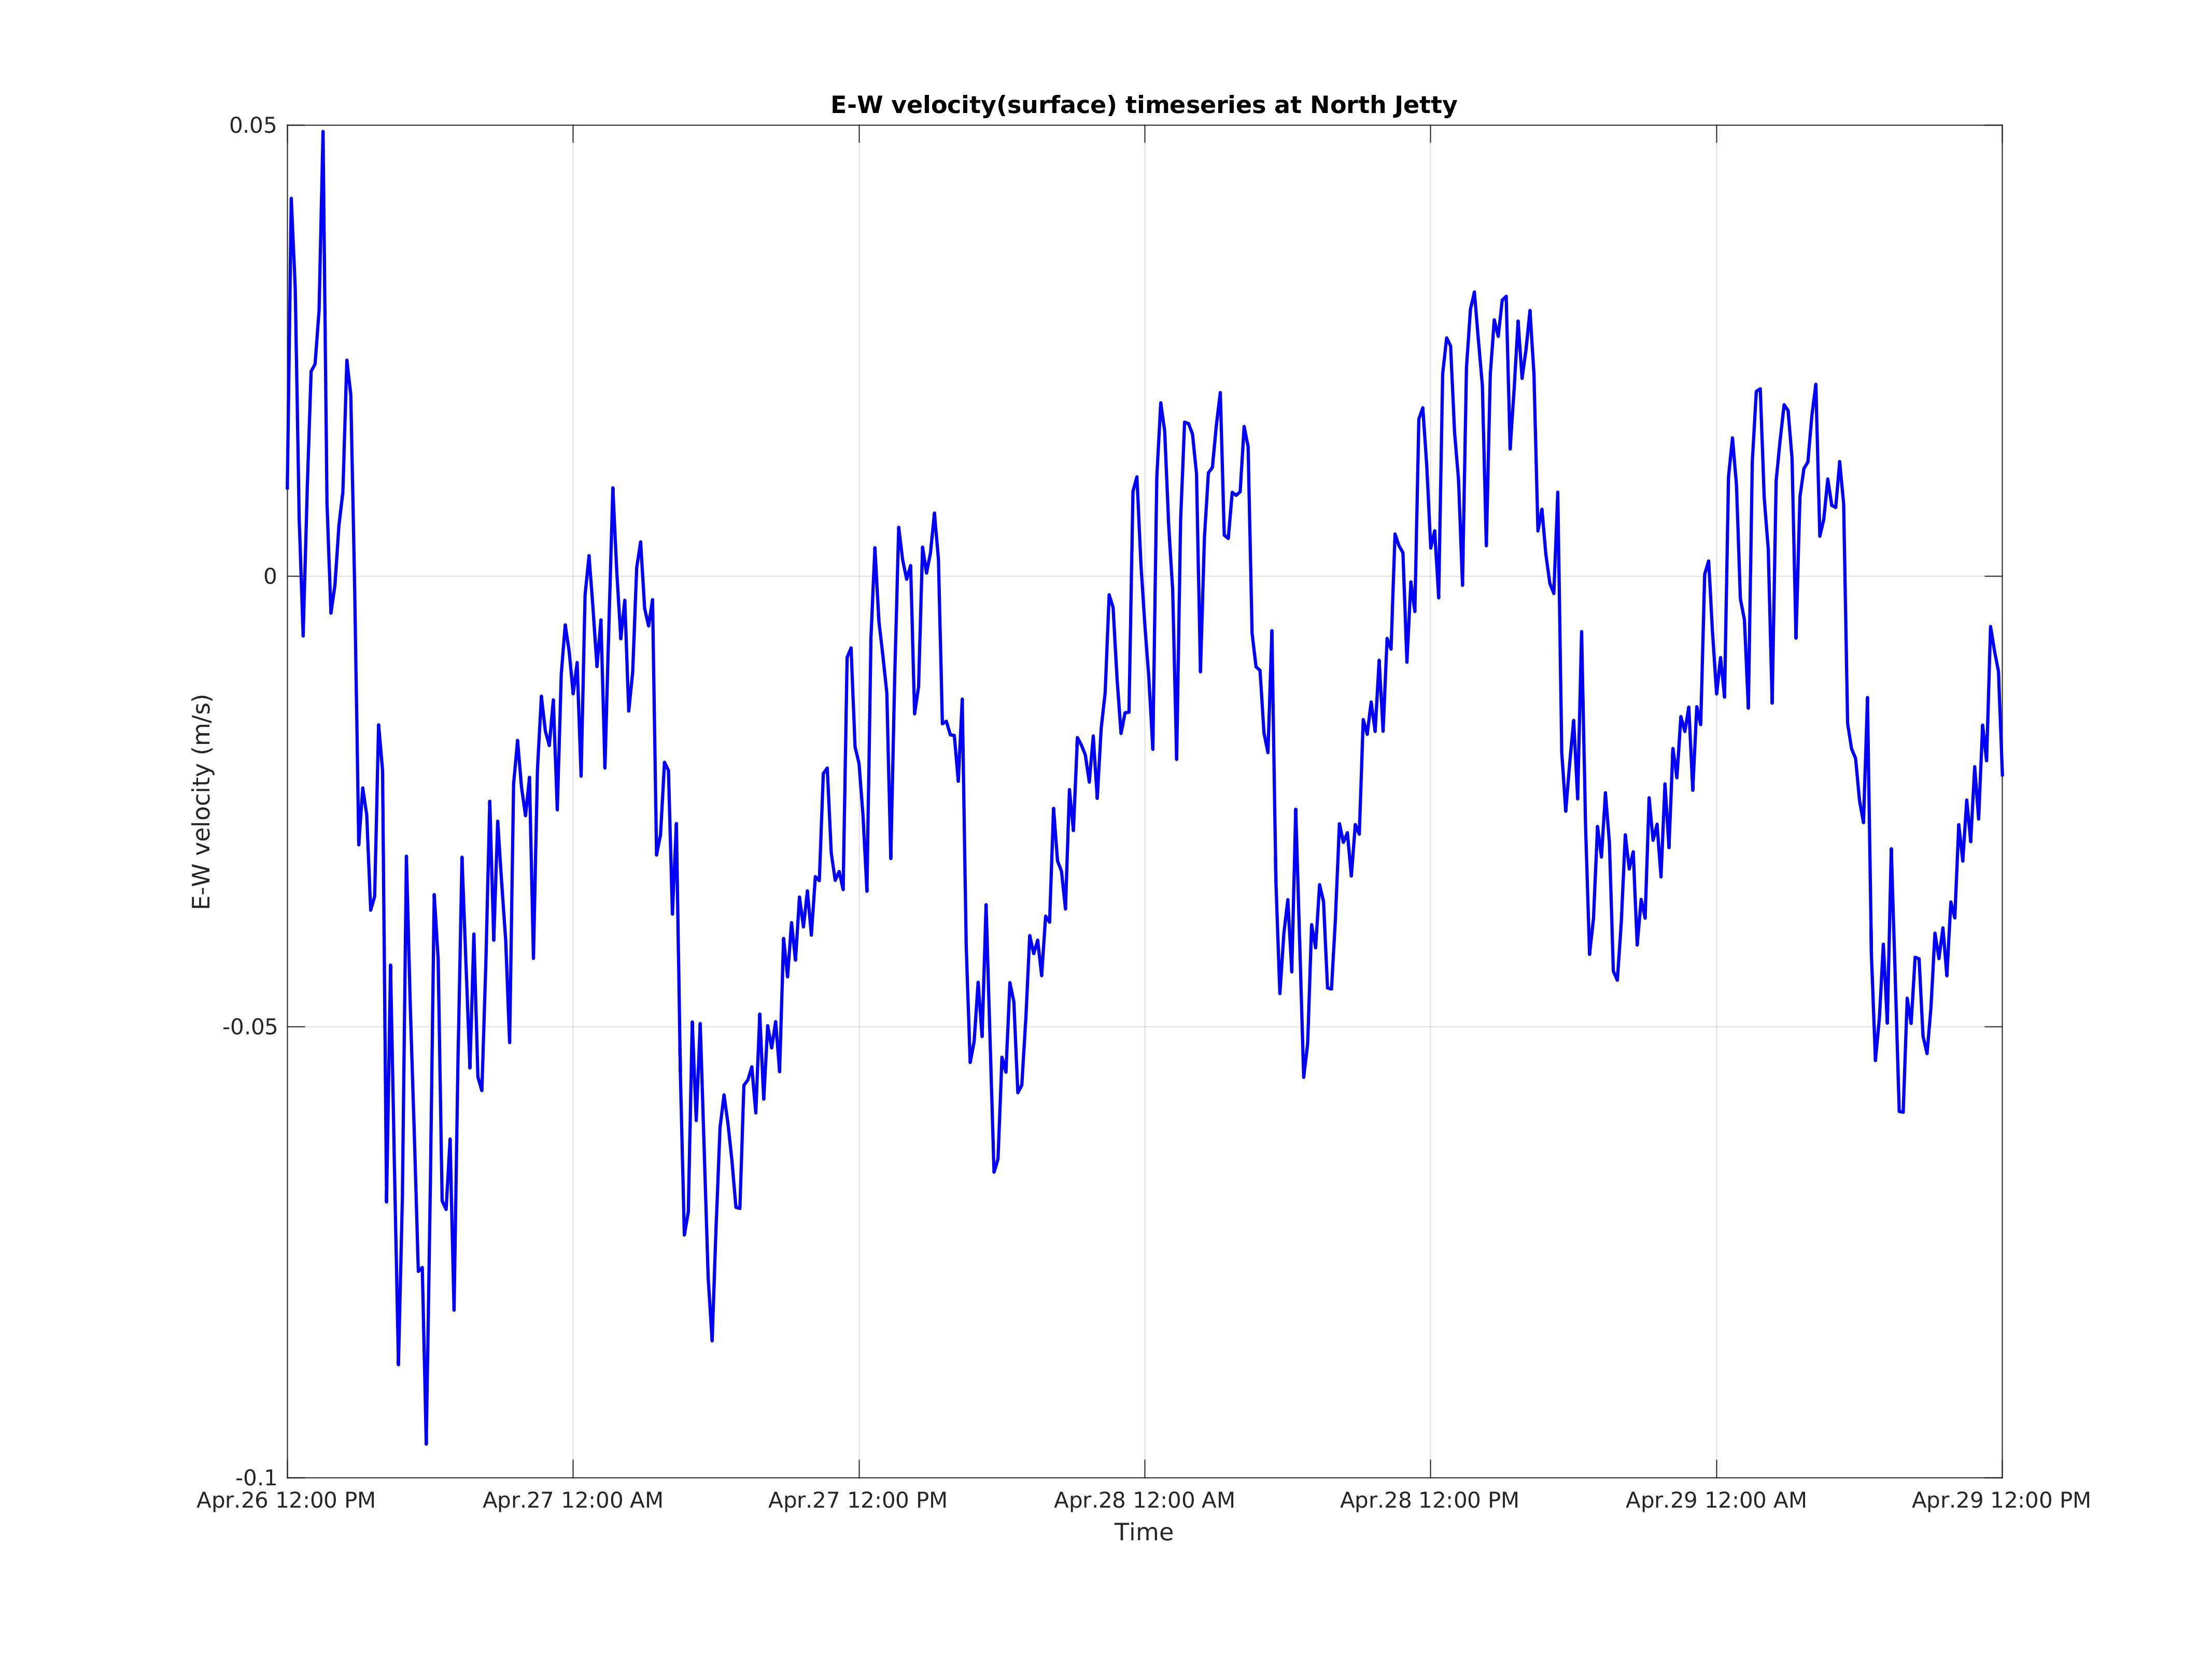 E-W velocity(surface) timeseries at North Jetty
0.05
0
-0.05
-0.1
E-W velocity (m/s)
Apr.26 12:00 PM
Apr.27 12:00 AM
Apr.27 12:00 PM
Apr.28 12:00 AM
Apr.28 12:00 PM
Apr.29 12:00 AM
Apr.29 12:00 PM
Time